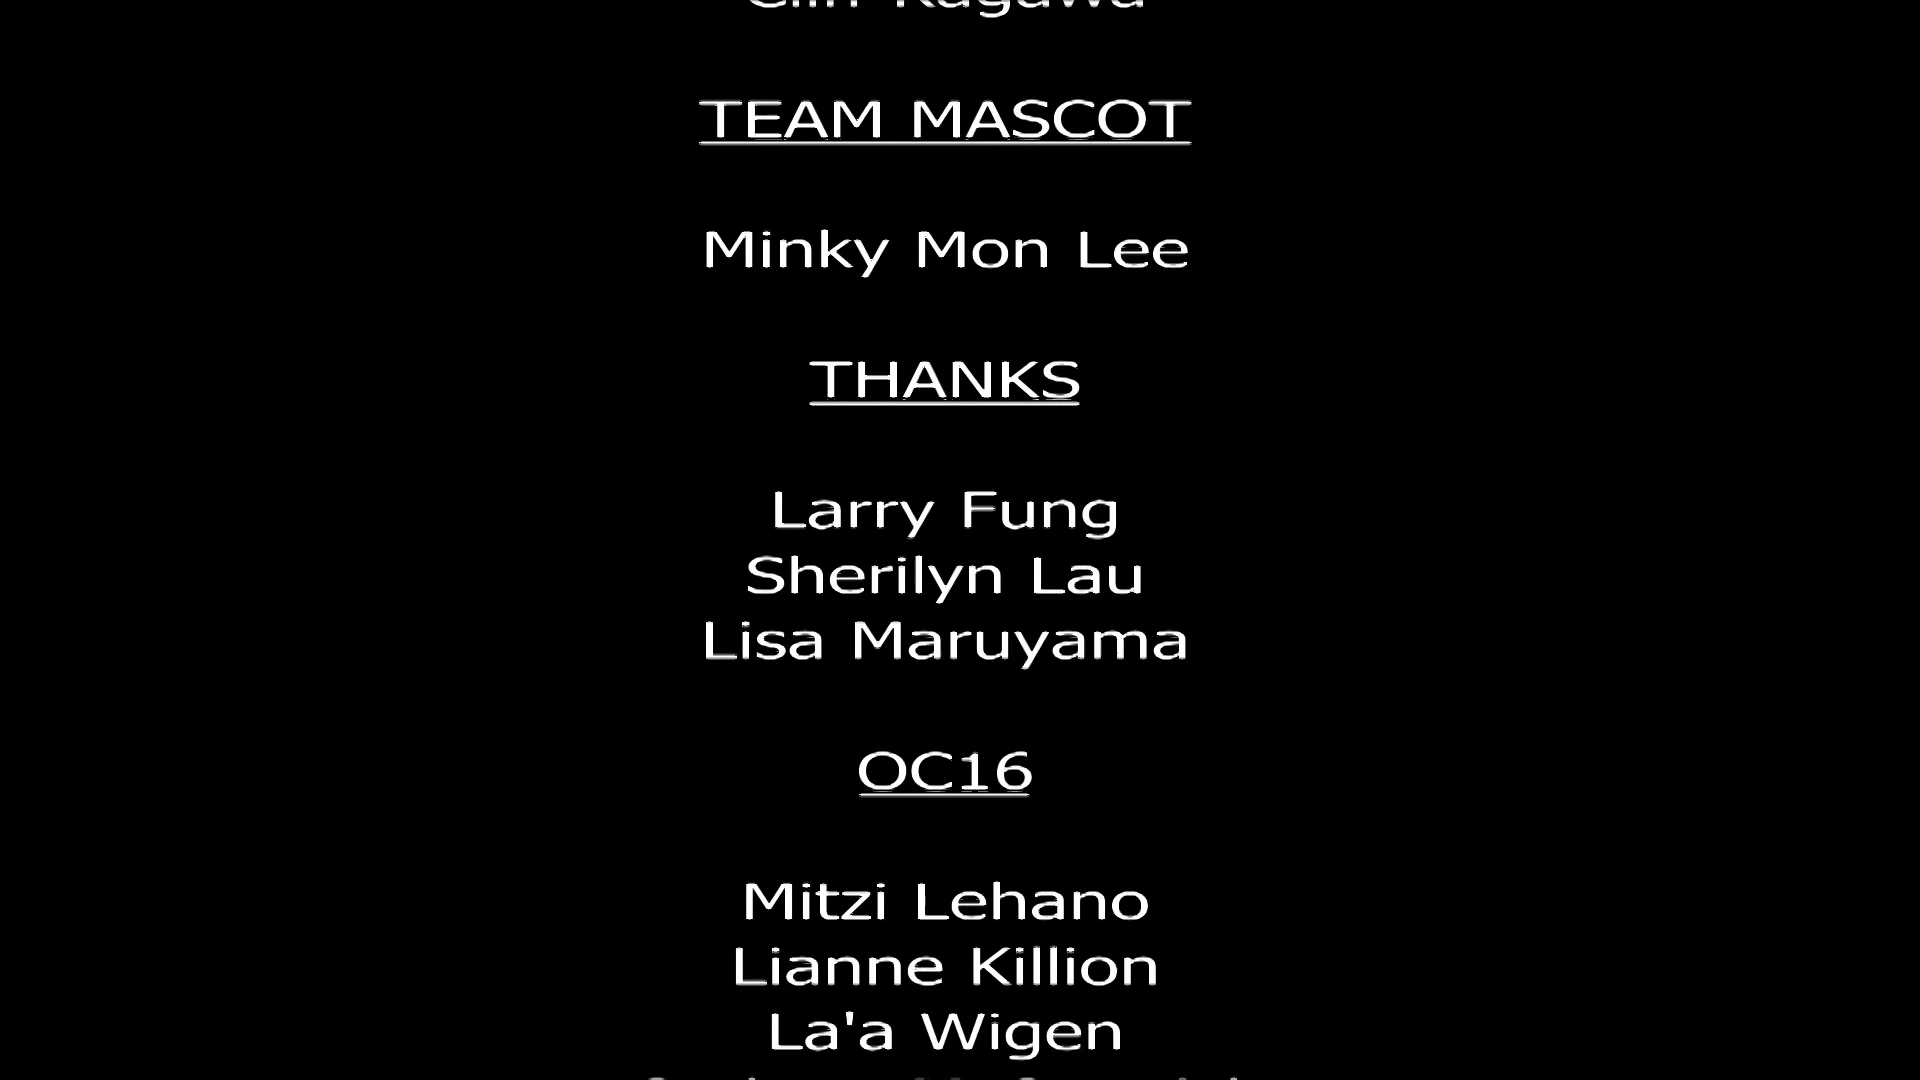 TEAM MASCOT
Minky Mon Lee
THANKS
Larry Fung
Sherilyn Lau
Lisa Maruyama
OC16
Mitzi Lehano
Lianne Killion
La'a Wigen